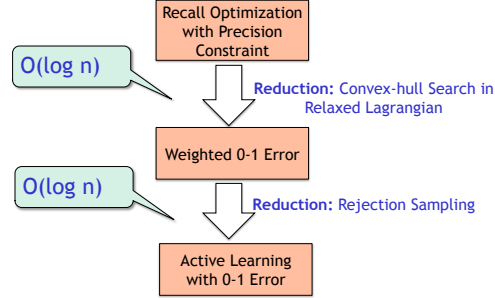 Recall Optimization
with Precision
Constraint
O(log n)
Reduction: Convex-hull Search in
Relaxed Lagrangian
Weighted 0-1 Error
O(log n)
Reduction: Rejection Sampling
Active Learning
with 0-1 Error